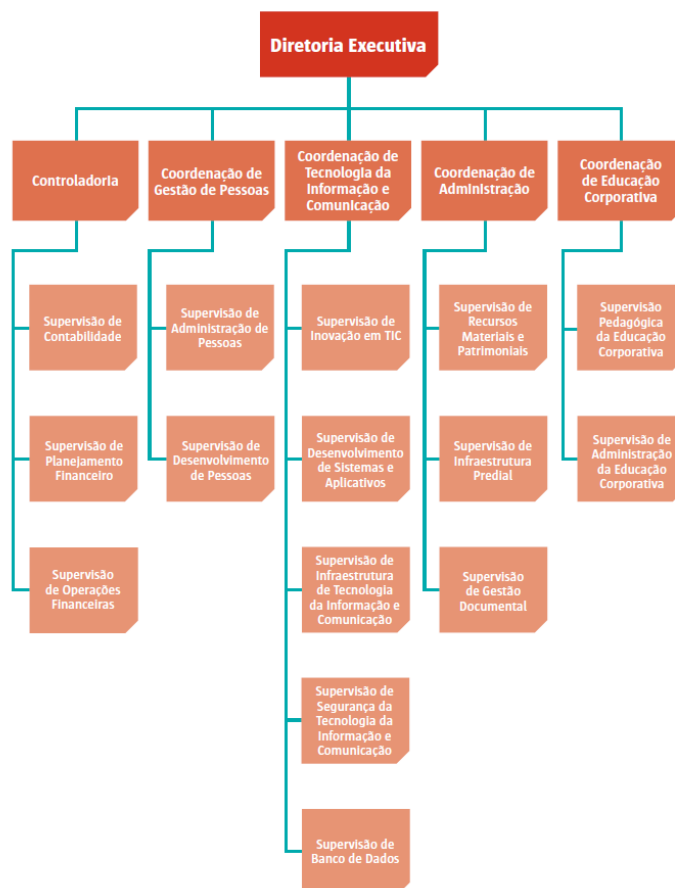 Diretoria Executiva
Controladoria
Coordenação de
Gestão de Pessoas
Coordenação de
Tecnologia da
Informação e
Comunicação
Coordenação de
Administração
Coordenação
de Educação
Corporativa
Supervisão de
Contabilidade
Supervisão de
Administração de
Pessoas
Supervisão de
Inovação em TIC
Supervisão de
Recursos
Materiais e
Patrimoniais
Supervisão
Pedagógica
da Educação
Corporativa
Supervisão de
Planejamento
Financeiro
Supervisão de
Desenvolvimento
de Pessoas
Supervisão de
Desenvolvimento
de Sistemas e
Aplicativos
Supervisão de
Infraestrutura
Predial
Supervisão de
Administração
da Educação
Corporativa
Supervisão
de Operações
Financeiras
Supervisão de
Infraestrutura
de Tecnologia
da Informação e
Comunicação
Supervisão
de Gestão
Documental
Supervisão de
Segurança da
Tecnologia da
Informação e
Comunicação
Supervisão de
Banco de Dados